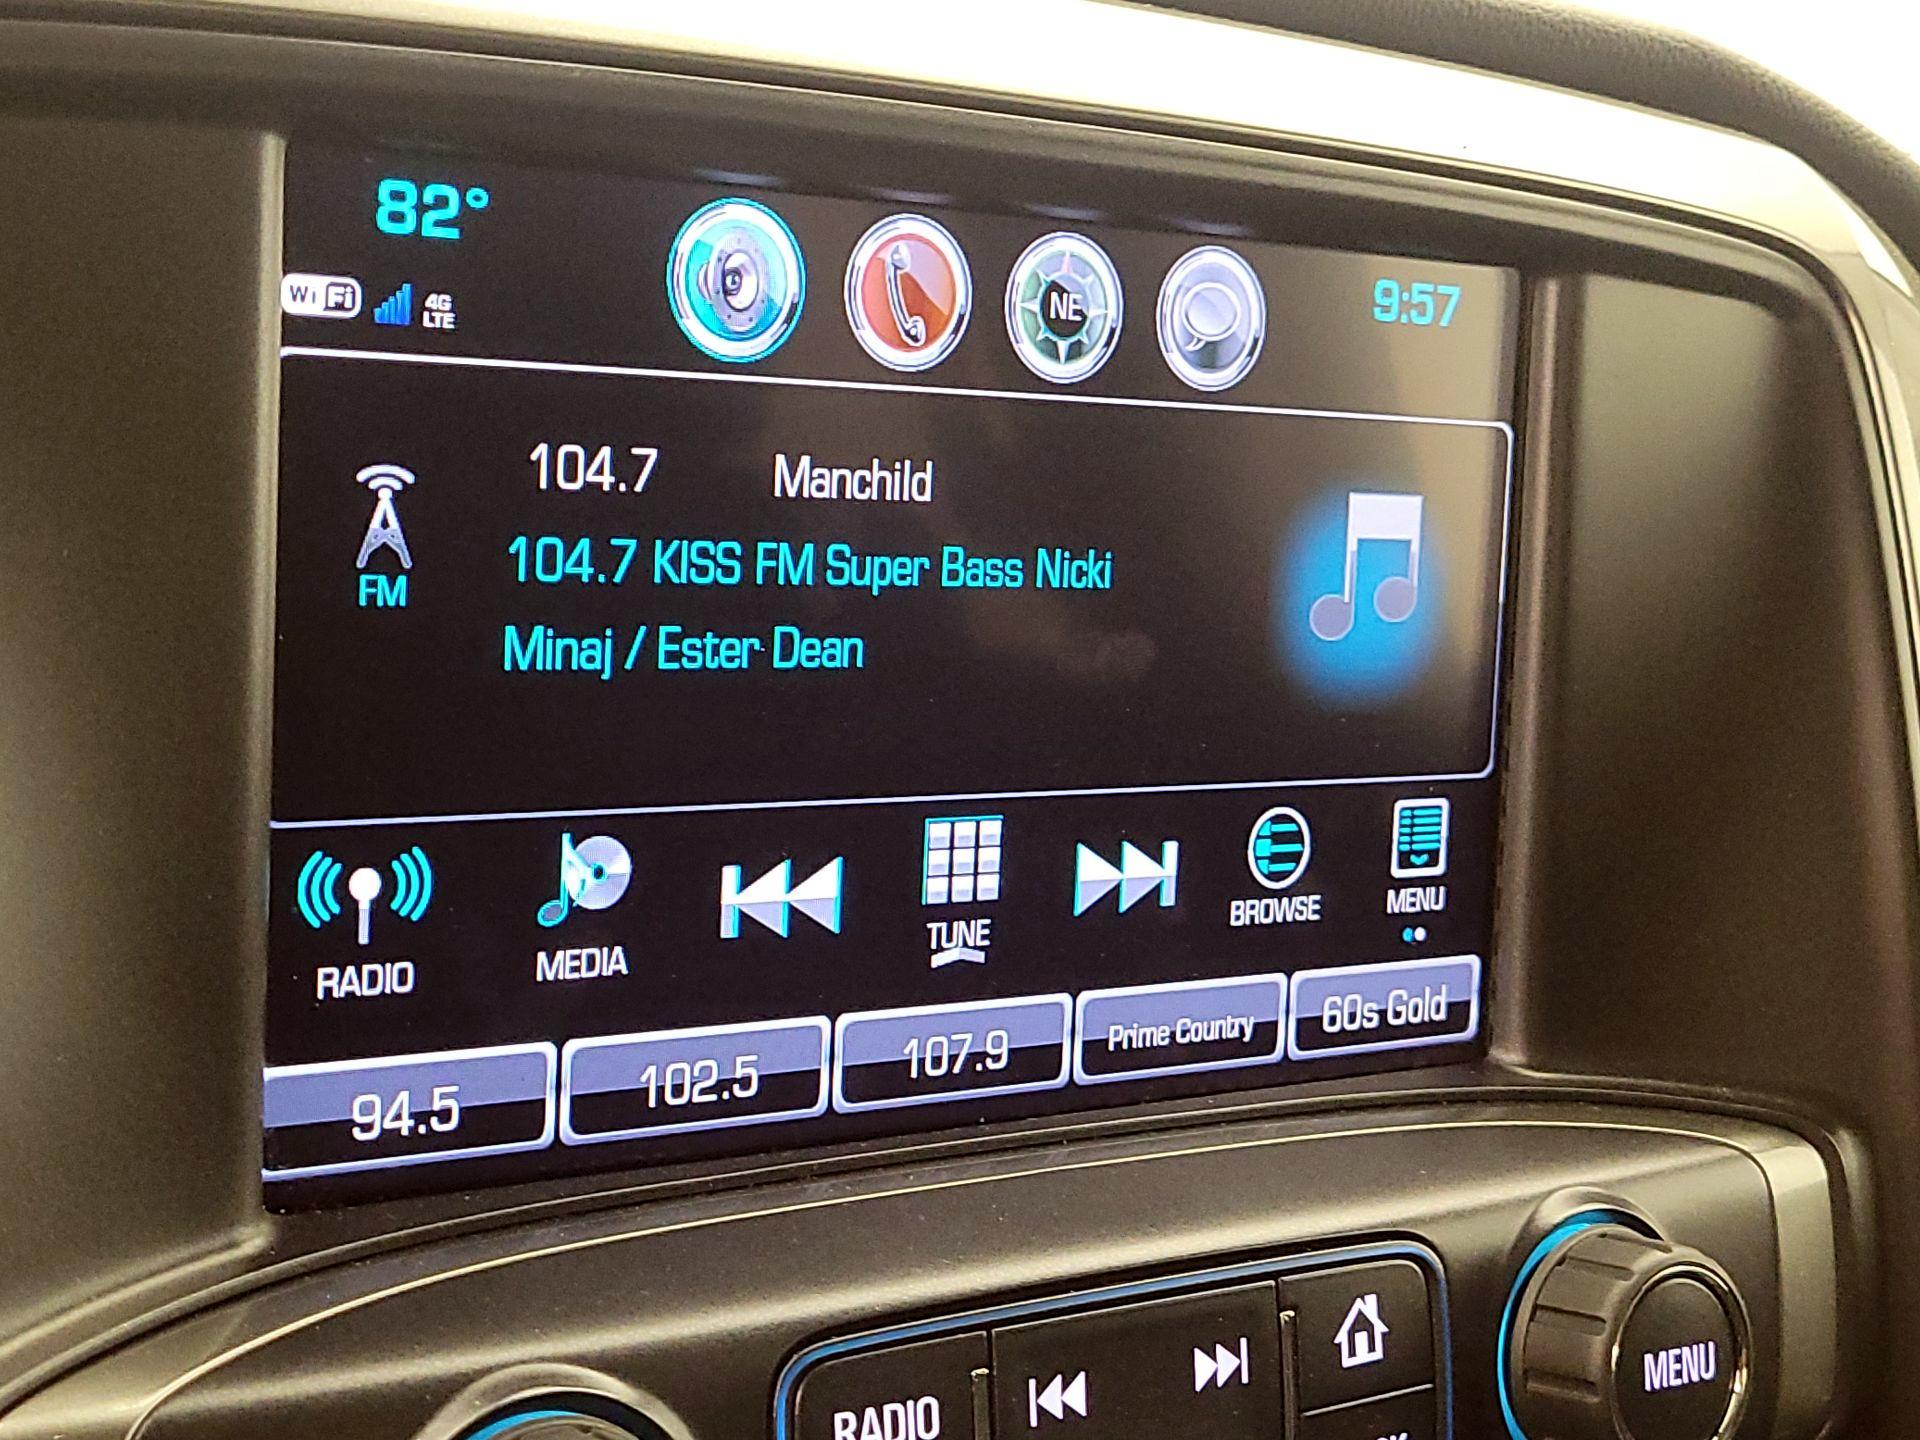 82°
WiFi 4G LTE
NE
9:57
104.7 Manchild
104.7 KISS FM Super Bass Nicki
Minaj / Ester Dean
FM
RADIO
MEDIA
TUNE
BROWSE
MENU
94.5
102.5
107.9
Prime Country
60s Gold
RADIO
MENU